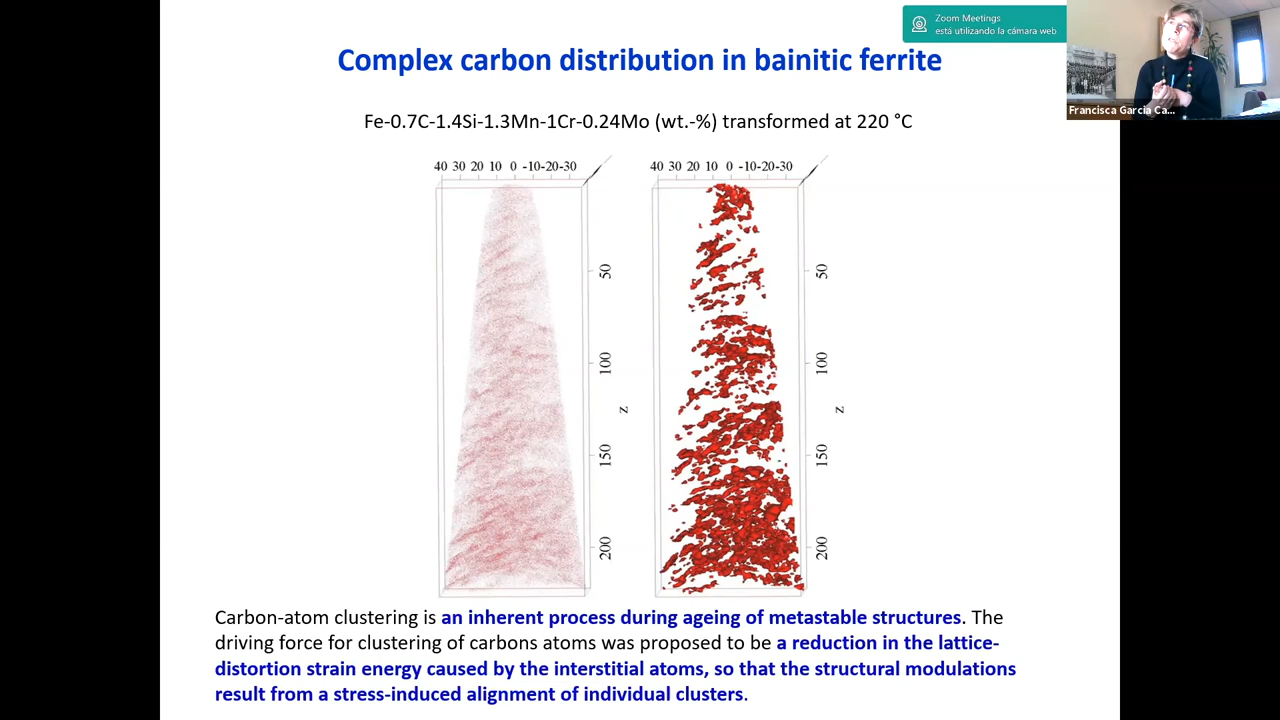 Zoom Meetings
está utilizando la cámara web
Complex carbon distribution in bainitic ferrite
Francisca Garcia Ca...
Fe-0.7C-1.4Si-1.3Mn-1Cr-0.24Mo (wt.-%) transformed at 220 °C
40 30 20 10 0 -10-20-30
40 30 20 10 0 -10-20-30
50
50
100
100
z
z
150
150
200
200
Carbon-atom clustering is an inherent process during ageing of metastable structures. The
driving force for clustering of carbons atoms was proposed to be a reduction in the lattice-
distortion strain energy caused by the interstitial atoms, so that the structural modulations
result from a stress-induced alignment of individual clusters.